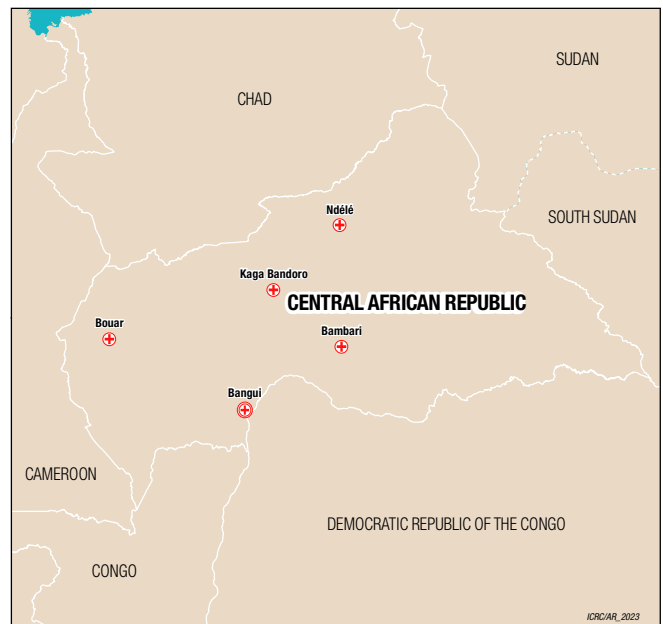 SUDAN
CHAD
Ndélé
SOUTH SUDAN
Kaga Bandoro
CENTRAL AFRICAN REPUBLIC
Bouar
Bambari
Bangui
CAMEROON
DEMOCRATIC REPUBLIC OF THE CONGO
CONGO
ICRC/AR_2023